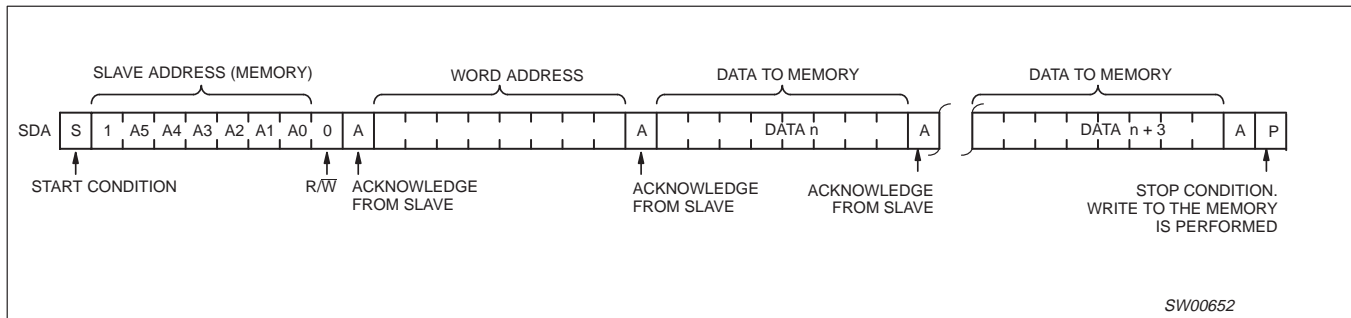 SLAVE ADDRESS (MEMORY) WORD ADDRESS DATA TO MEMORY DATA TO MEMORY
SDA S 1 A5 A4 A3 A2 A1 A0 0 A A DATA n A DATA n + 3 A P
START CONDITION
R/W̅
ACKNOWLEDGE
FROM SLAVE
ACKNOWLEDGE
FROM SLAVE
ACKNOWLEDGE
FROM SLAVE
STOP CONDITION.
WRITE TO THE MEMORY
IS PERFORMED
SW00652